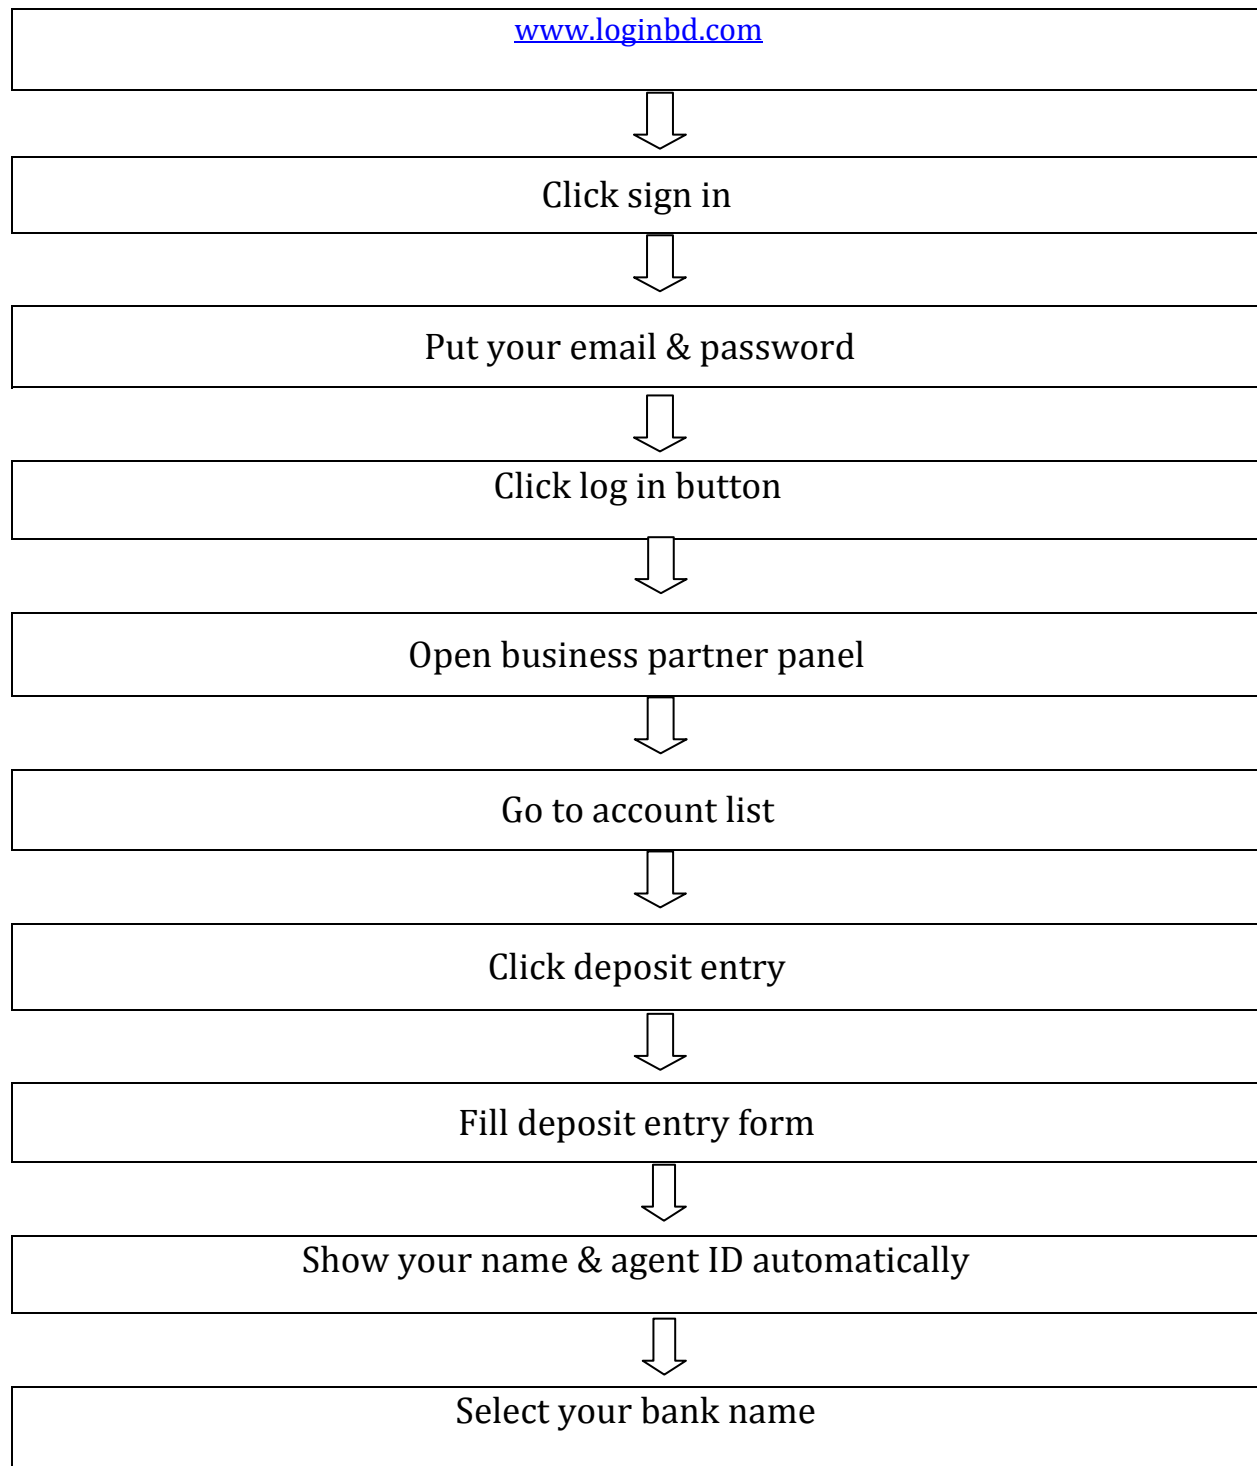 www.loginbd.com
Click sign in
Put your email & password
Click log in button
Open business partner panel
Go to account list
Click deposit entry
Fill deposit entry form
Show your name & agent ID automatically
Select your bank name